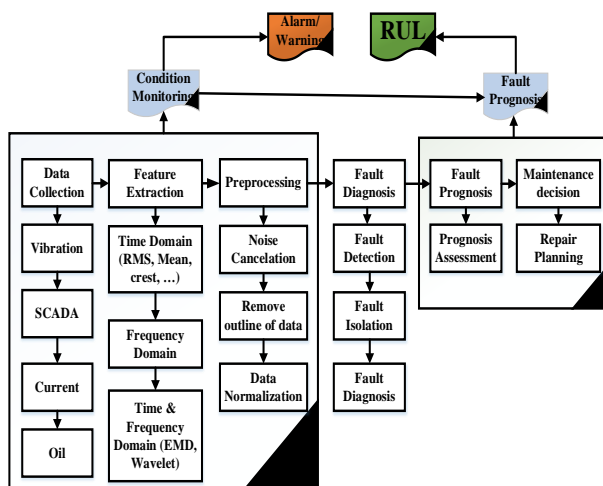 Alarm/
Warning
RUL
Condition
Monitoring
Fault
Prognosis
Data
Collection
Feature
Extraction
Preprocessing
Fault
Diagnosis
Fault
Prognosis
Maintenance
decision
Vibration
Time Domain
(RMS, Mean,
crest, …)
Noise
Cancelation
Fault
Detection
Prognosis
Assessment
Repair
Planning
SCADA
Frequency
Domain
Remove
outline of data
Fault
Isolation
Current
Time &
Frequency
Domain (EMD,
Wavelet)
Data
Normalization
Fault
Diagnosis
Oil